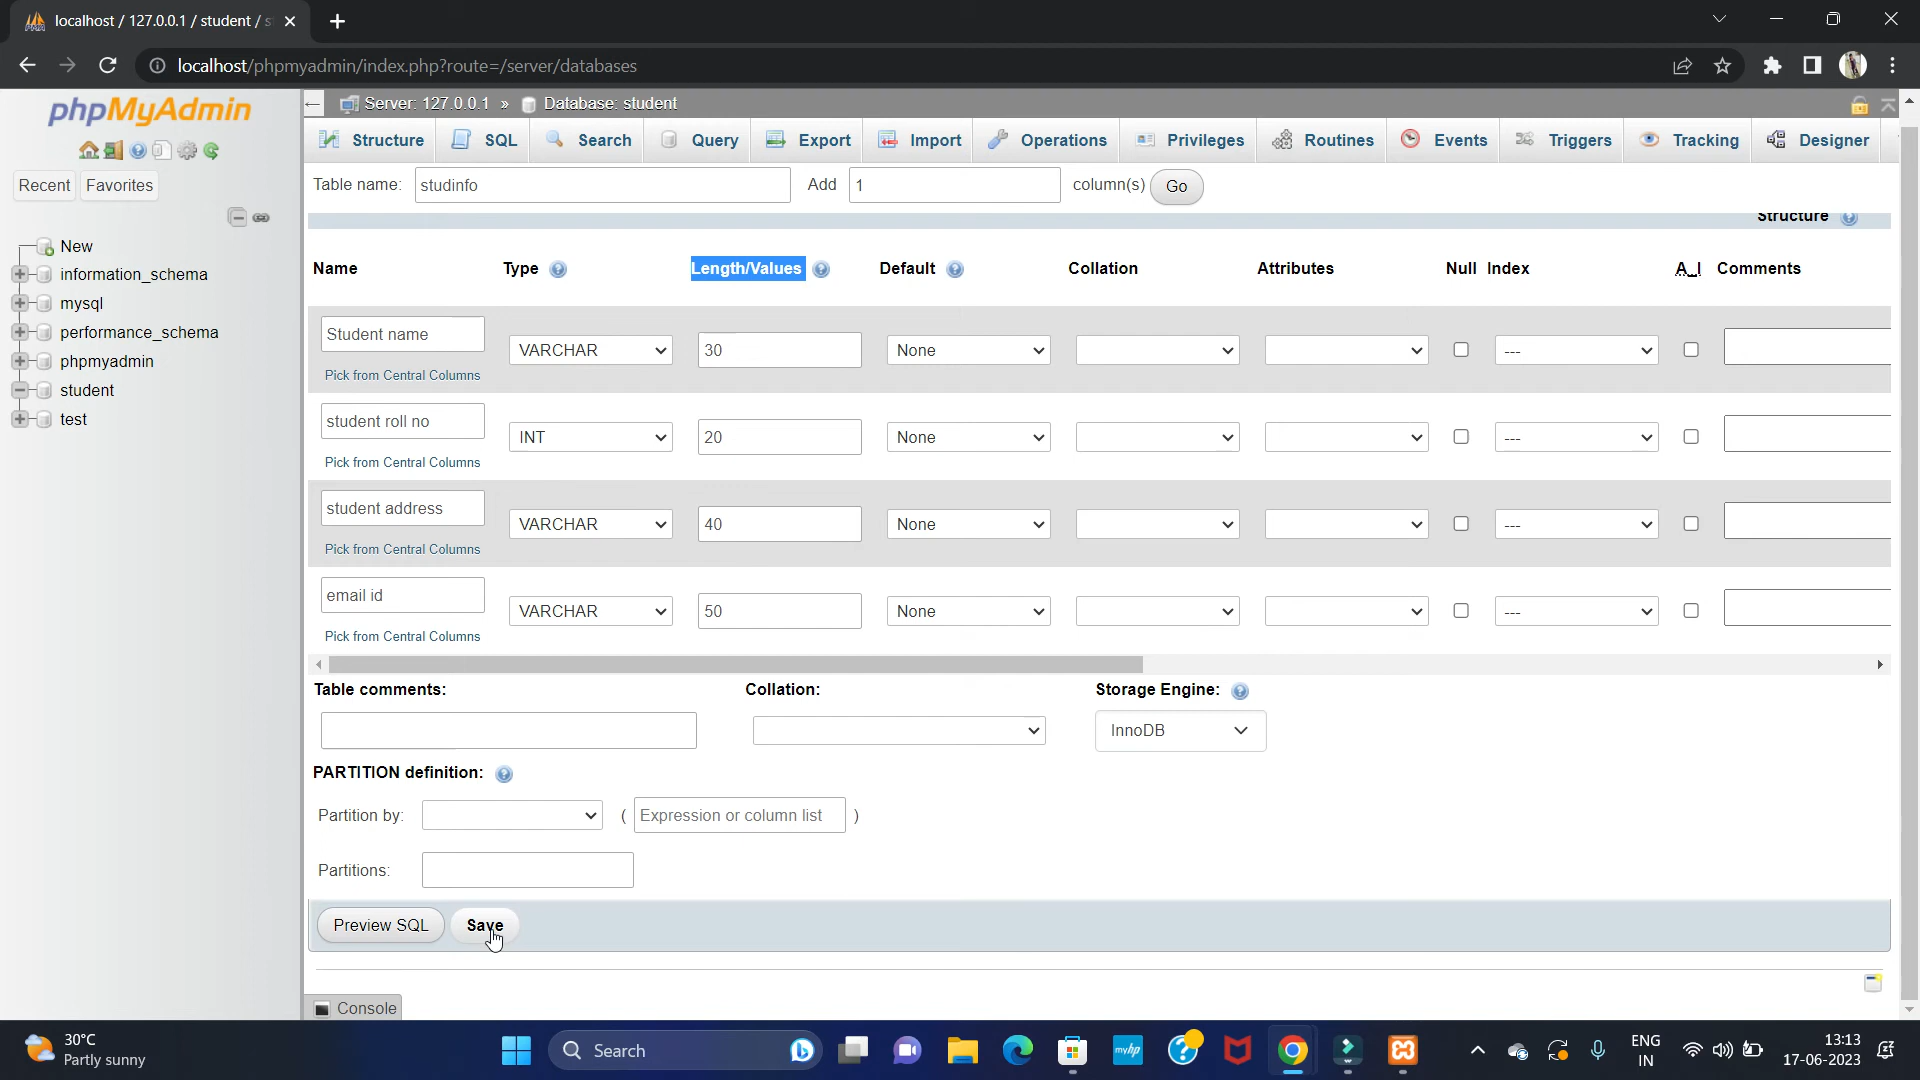 localhost / 127.0.0.1 / student / s
localhost/phpmyadmin/index.php?route=/server/databases
phpMyAdmin
Server: 127.0.0.1 » Database: student
Structure SQL Search Query Export Import Operations Privileges Routines Events Triggers Tracking Designer
Recent Favorites
Table name: studinfo Add 1 column(s) Go
Structure
New
information_schema
mysql
performance_schema
phpmyadmin
student
test
Name Type Length/Values Default Collation Attributes Null Index A_I Comments
Student name VARCHAR 30 None ---
Pick from Central Columns
student roll no INT 20 None ---
Pick from Central Columns
student address VARCHAR 40 None ---
Pick from Central Columns
email id VARCHAR 50 None ---
Pick from Central Columns
Table comments: Collation: Storage Engine:
InnoDB
PARTITION definition:
Partition by: ( Expression or column list )
Partitions:
Preview SQL Save
Console
30°C
Partly sunny
Search
myhp
ENG
IN
13:13
17-06-2023